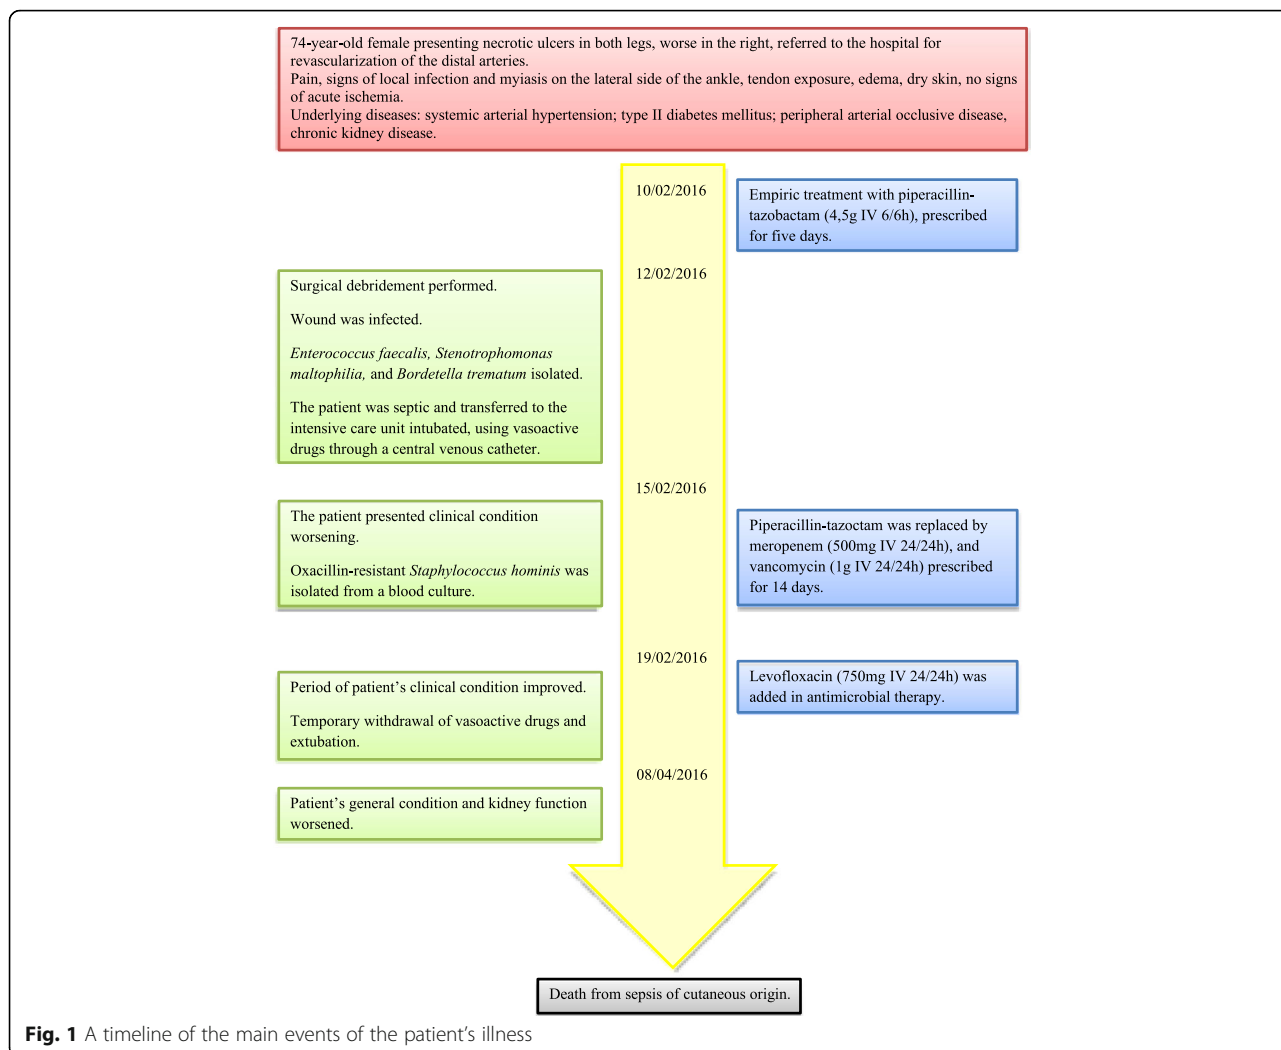 74-year-old female presenting necrotic ulcers in both legs, worse in the right, referred to the hospital for
revascularization of the distal arteries.
Pain, signs of local infection and myiasis on the lateral side of the ankle, tendon exposure, edema, dry skin, no signs
of acute ischemia.
Underlying diseases: systemic arterial hypertension; type II diabetes mellitus; peripheral arterial occlusive disease,
chronic kidney disease.
10/02/2016
Empiric treatment with piperacillin-
tazobactam (4,5g IV 6/6h), prescribed
for five days.
12/02/2016
Surgical debridement performed.
Wound was infected.
Enterococcus faecalis, Stenotrophomonas
maltophilia, and Bordetella trematum isolated.
The patient was septic and transferred to the
intensive care unit intubated, using vasoactive
drugs through a central venous catheter.
15/02/2016
The patient presented clinical condition
worsening.
Oxacillin-resistant Staphylococcus hominis was
isolated from a blood culture.
Piperacillin-tazoctam was replaced by
meropenem (500mg IV 24/24h), and
vancomycin (1g IV 24/24h) prescribed
for 14 days.
19/02/2016
Period of patient's clinical condition improved.
Temporary withdrawal of vasoactive drugs and
extubation.
Levofloxacin (750mg IV 24/24h) was
added in antimicrobial therapy.
08/04/2016
Patient's general condition and kidney function
worsened.
Death from sepsis of cutaneous origin.
Fig. 1 A timeline of the main events of the patient's illness